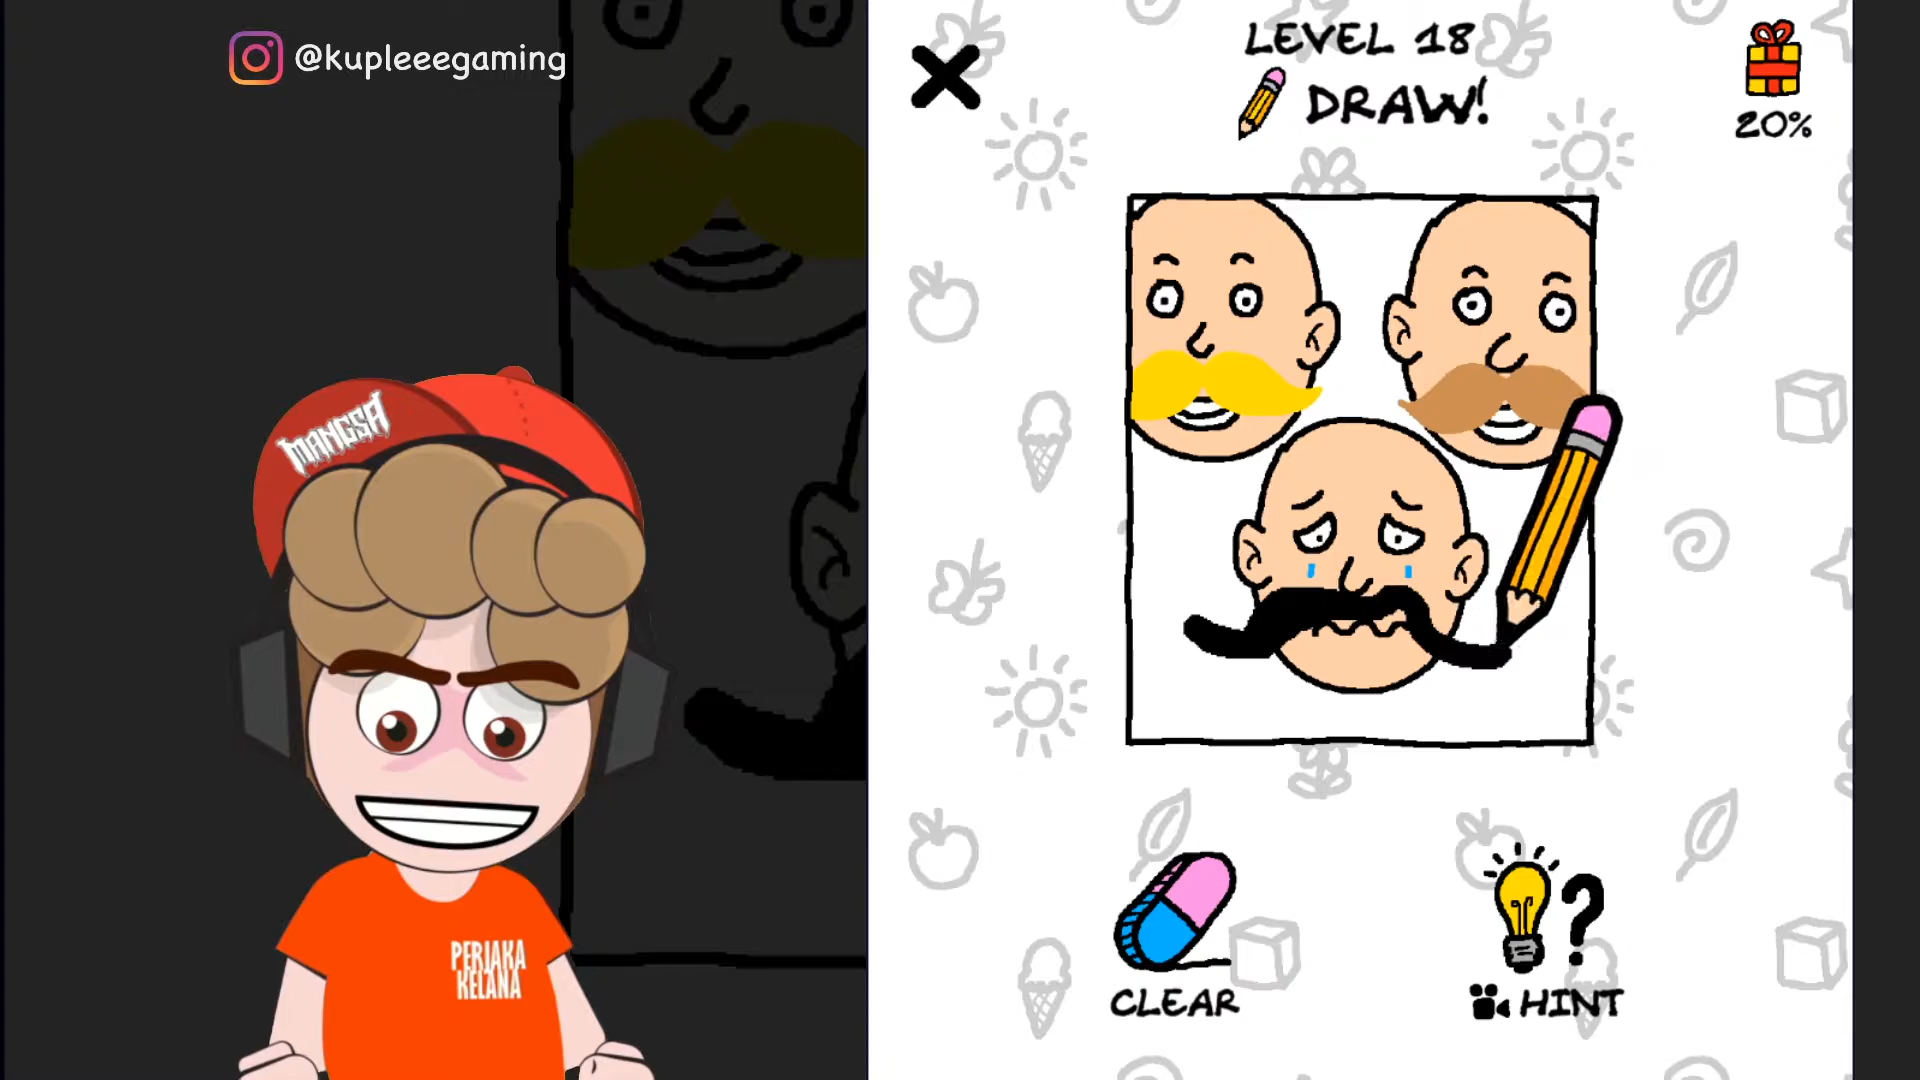 @kupleeegaming
LEVEL 18
DRAW!
20%
MANGSA
PERJAKA
KELANA
CLEAR
HINT
?